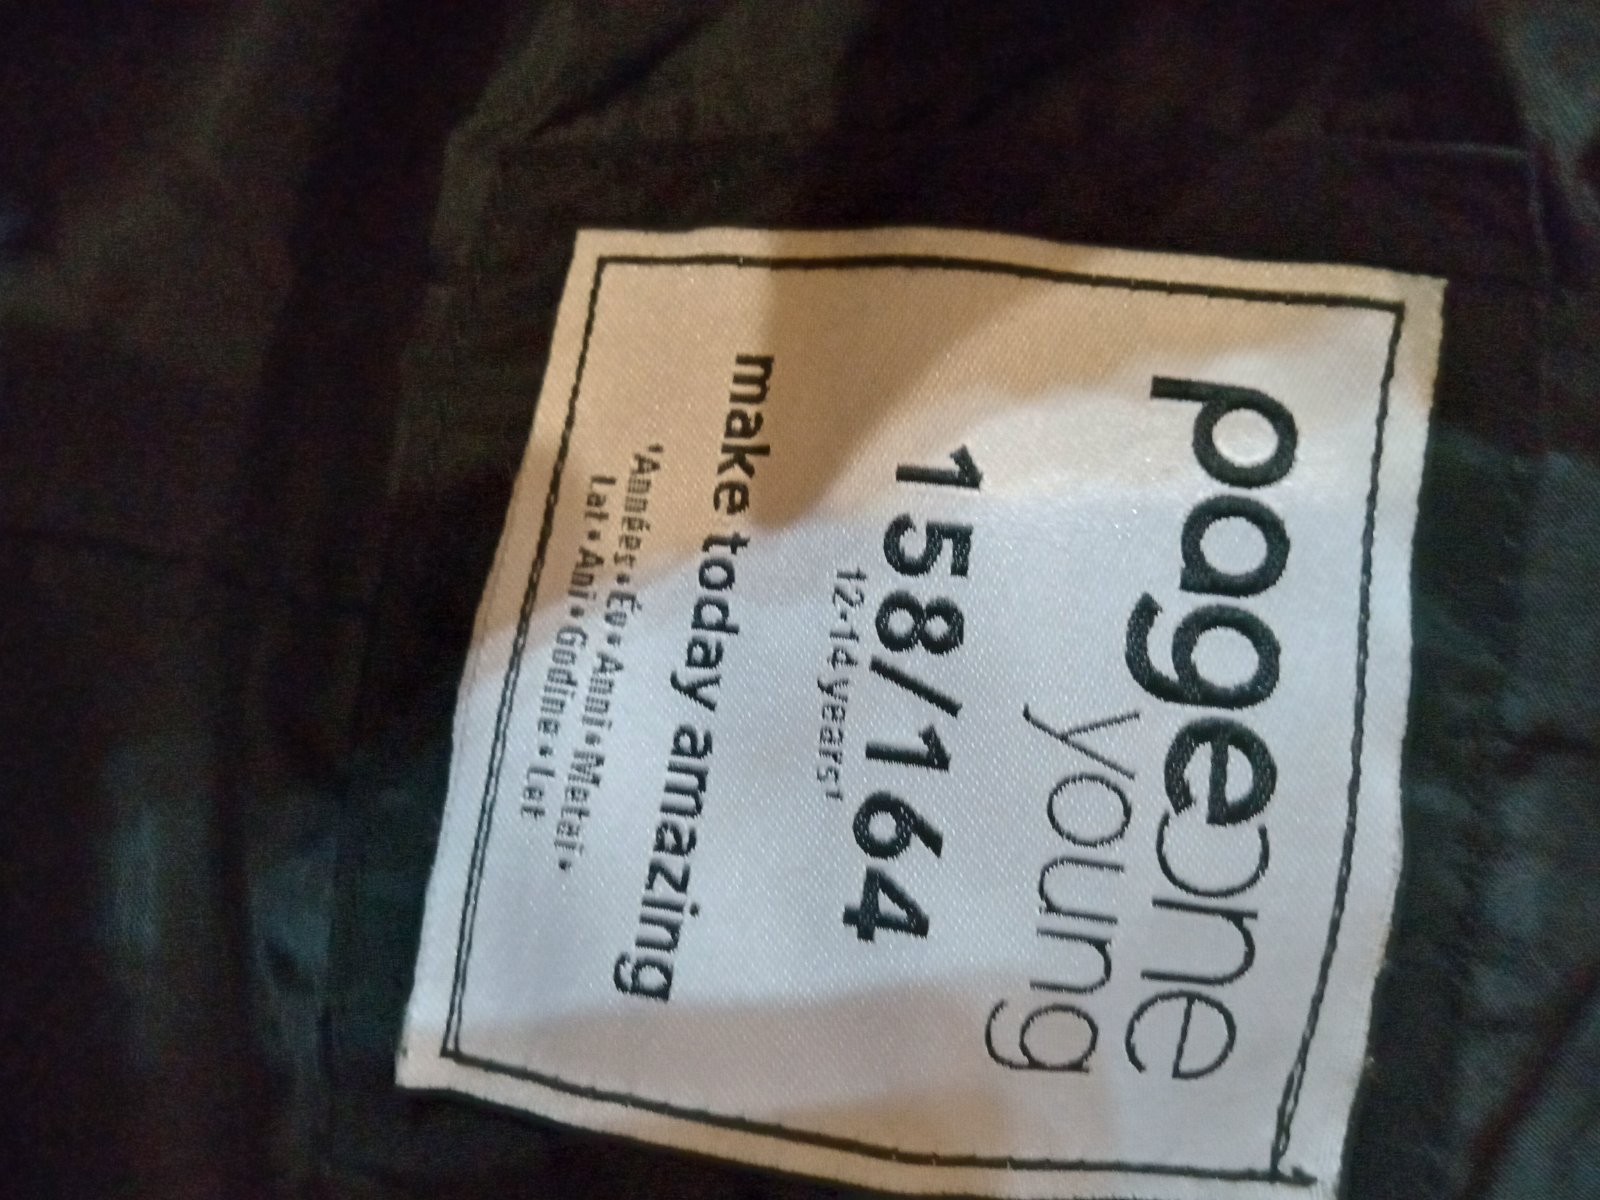 pageone
young
158/164
12-14 years¹
make today amazing
¹Années • Év • Anni • Metai •
Lat • Ani • Godine • Let